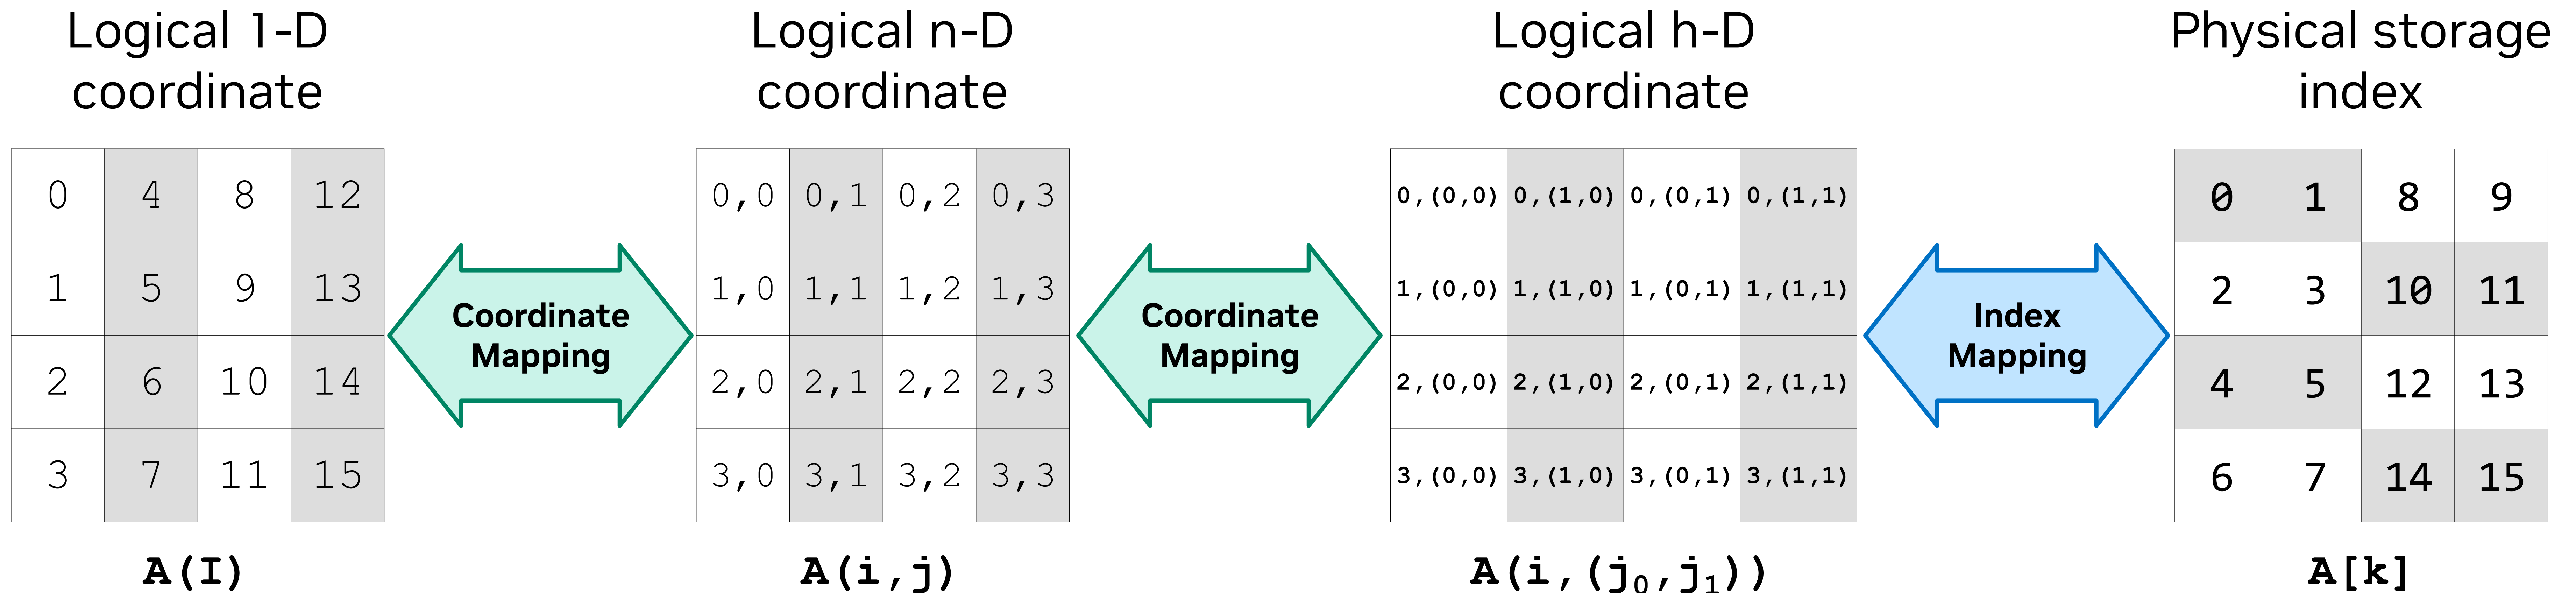 Logical 1-D
coordinate
Logical n-D
coordinate
Logical h-D
coordinate
Physical storage
index
0 4 8 12
1 5 9 13
2 6 10 14
3 7 11 15
A(I)
Coordinate
Mapping
0,0 0,1 0,2 0,3
1,0 1,1 1,2 1,3
2,0 2,1 2,2 2,3
3,0 3,1 3,2 3,3
A(i,j)
Coordinate
Mapping
0,(0,0) 0,(1,0) 0,(0,1) 0,(1,1)
1,(0,0) 1,(1,0) 1,(0,1) 1,(1,1)
2,(0,0) 2,(1,0) 2,(0,1) 2,(1,1)
3,(0,0) 3,(1,0) 3,(0,1) 3,(1,1)
A(i,(j₀,j₁))
Index
Mapping
0 1 8 9
2 3 10 11
4 5 12 13
6 7 14 15
A[k]